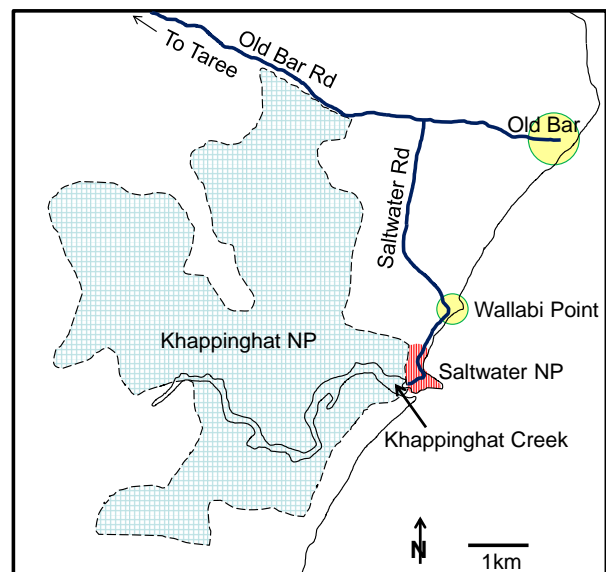 To Taree
Old Bar Rd
Old Bar
Saltwater Rd
Wallabi Point
Khappinghat NP
Saltwater NP
Khappinghat Creek
N
1km